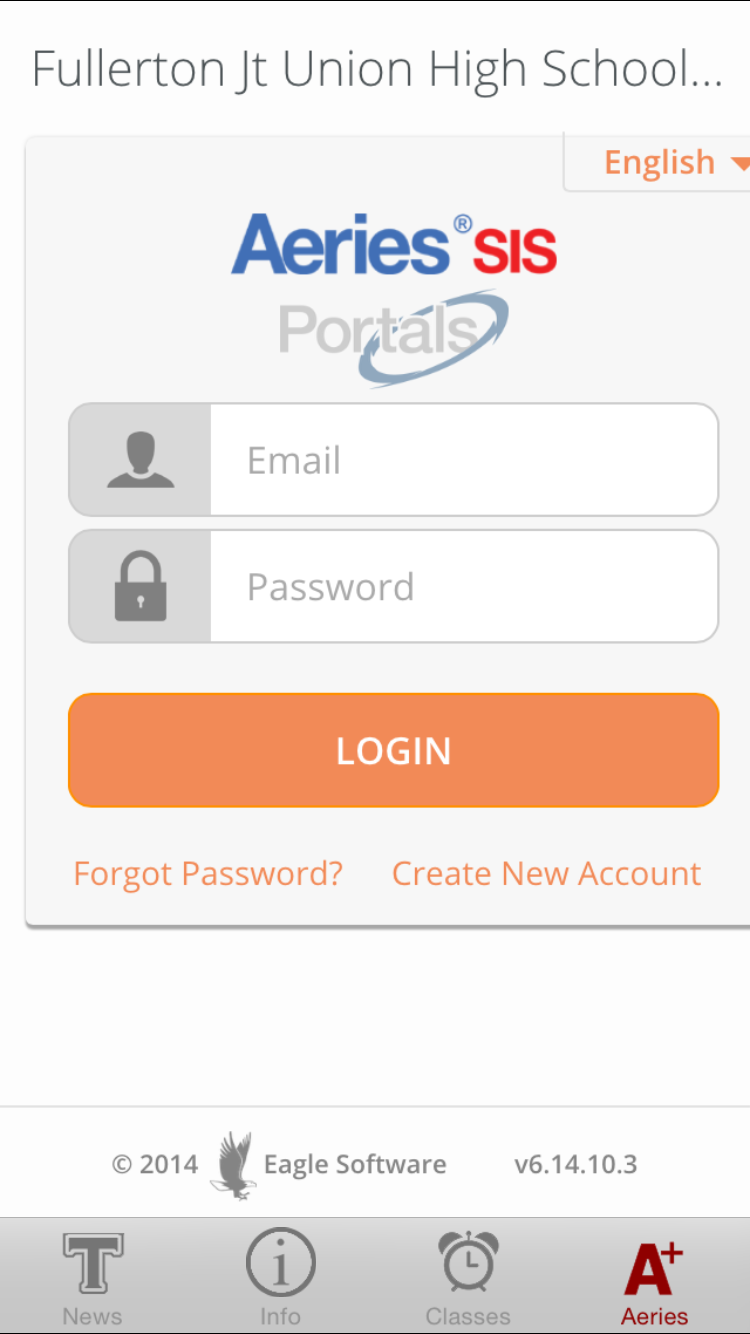 Fullerton Jt Union High School...
English
Aeries® SIS
Portals
Email
Password
LOGIN
Forgot Password? Create New Account
© 2014 Eagle Software v6.14.10.3
T i A+
News Info Classes Aeries